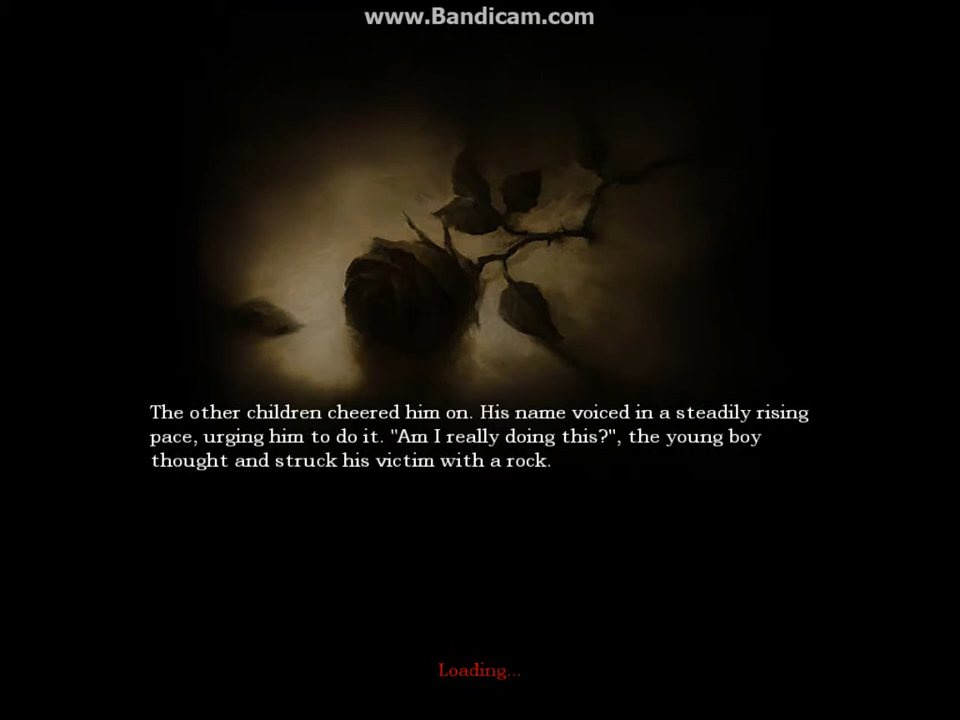 www.Bandicam.com
The other children cheered him on. His name voiced in a steadily rising
pace, urging him to do it. "Am I really doing this?", the young boy
thought and struck his victim with a rock.
Loading...